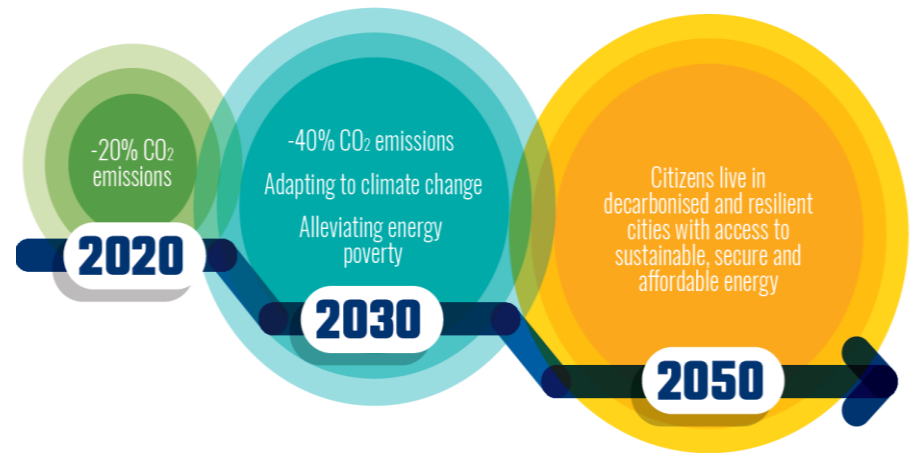 -20% CO₂
emissions
2020
-40% CO₂ emissions
Adapting to climate change
Alleviating energy
poverty
2030
Citizens live in
decarbonised and resilient
cities with access to
sustainable, secure and
affordable energy
2050